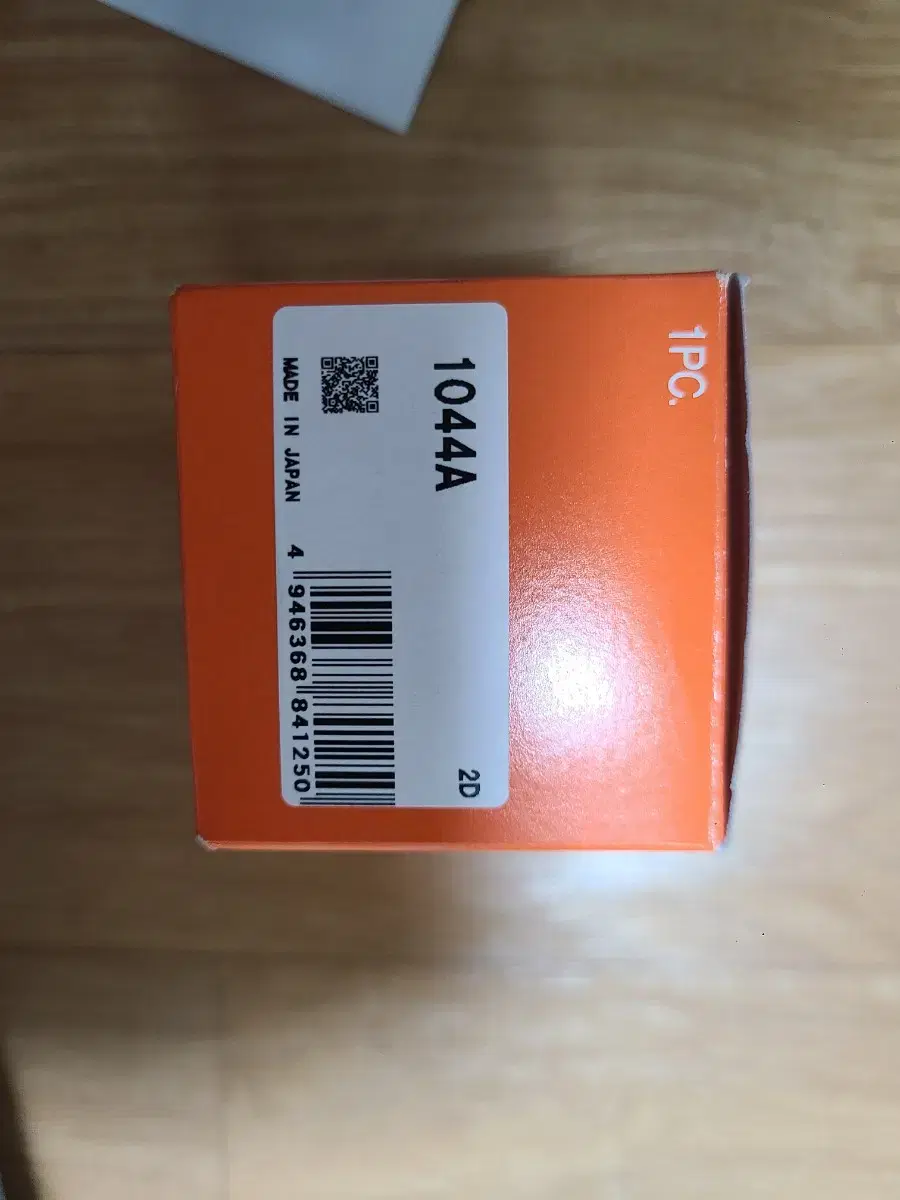 1PC.
1044A
2D
MADE IN JAPAN
4 946368 841250